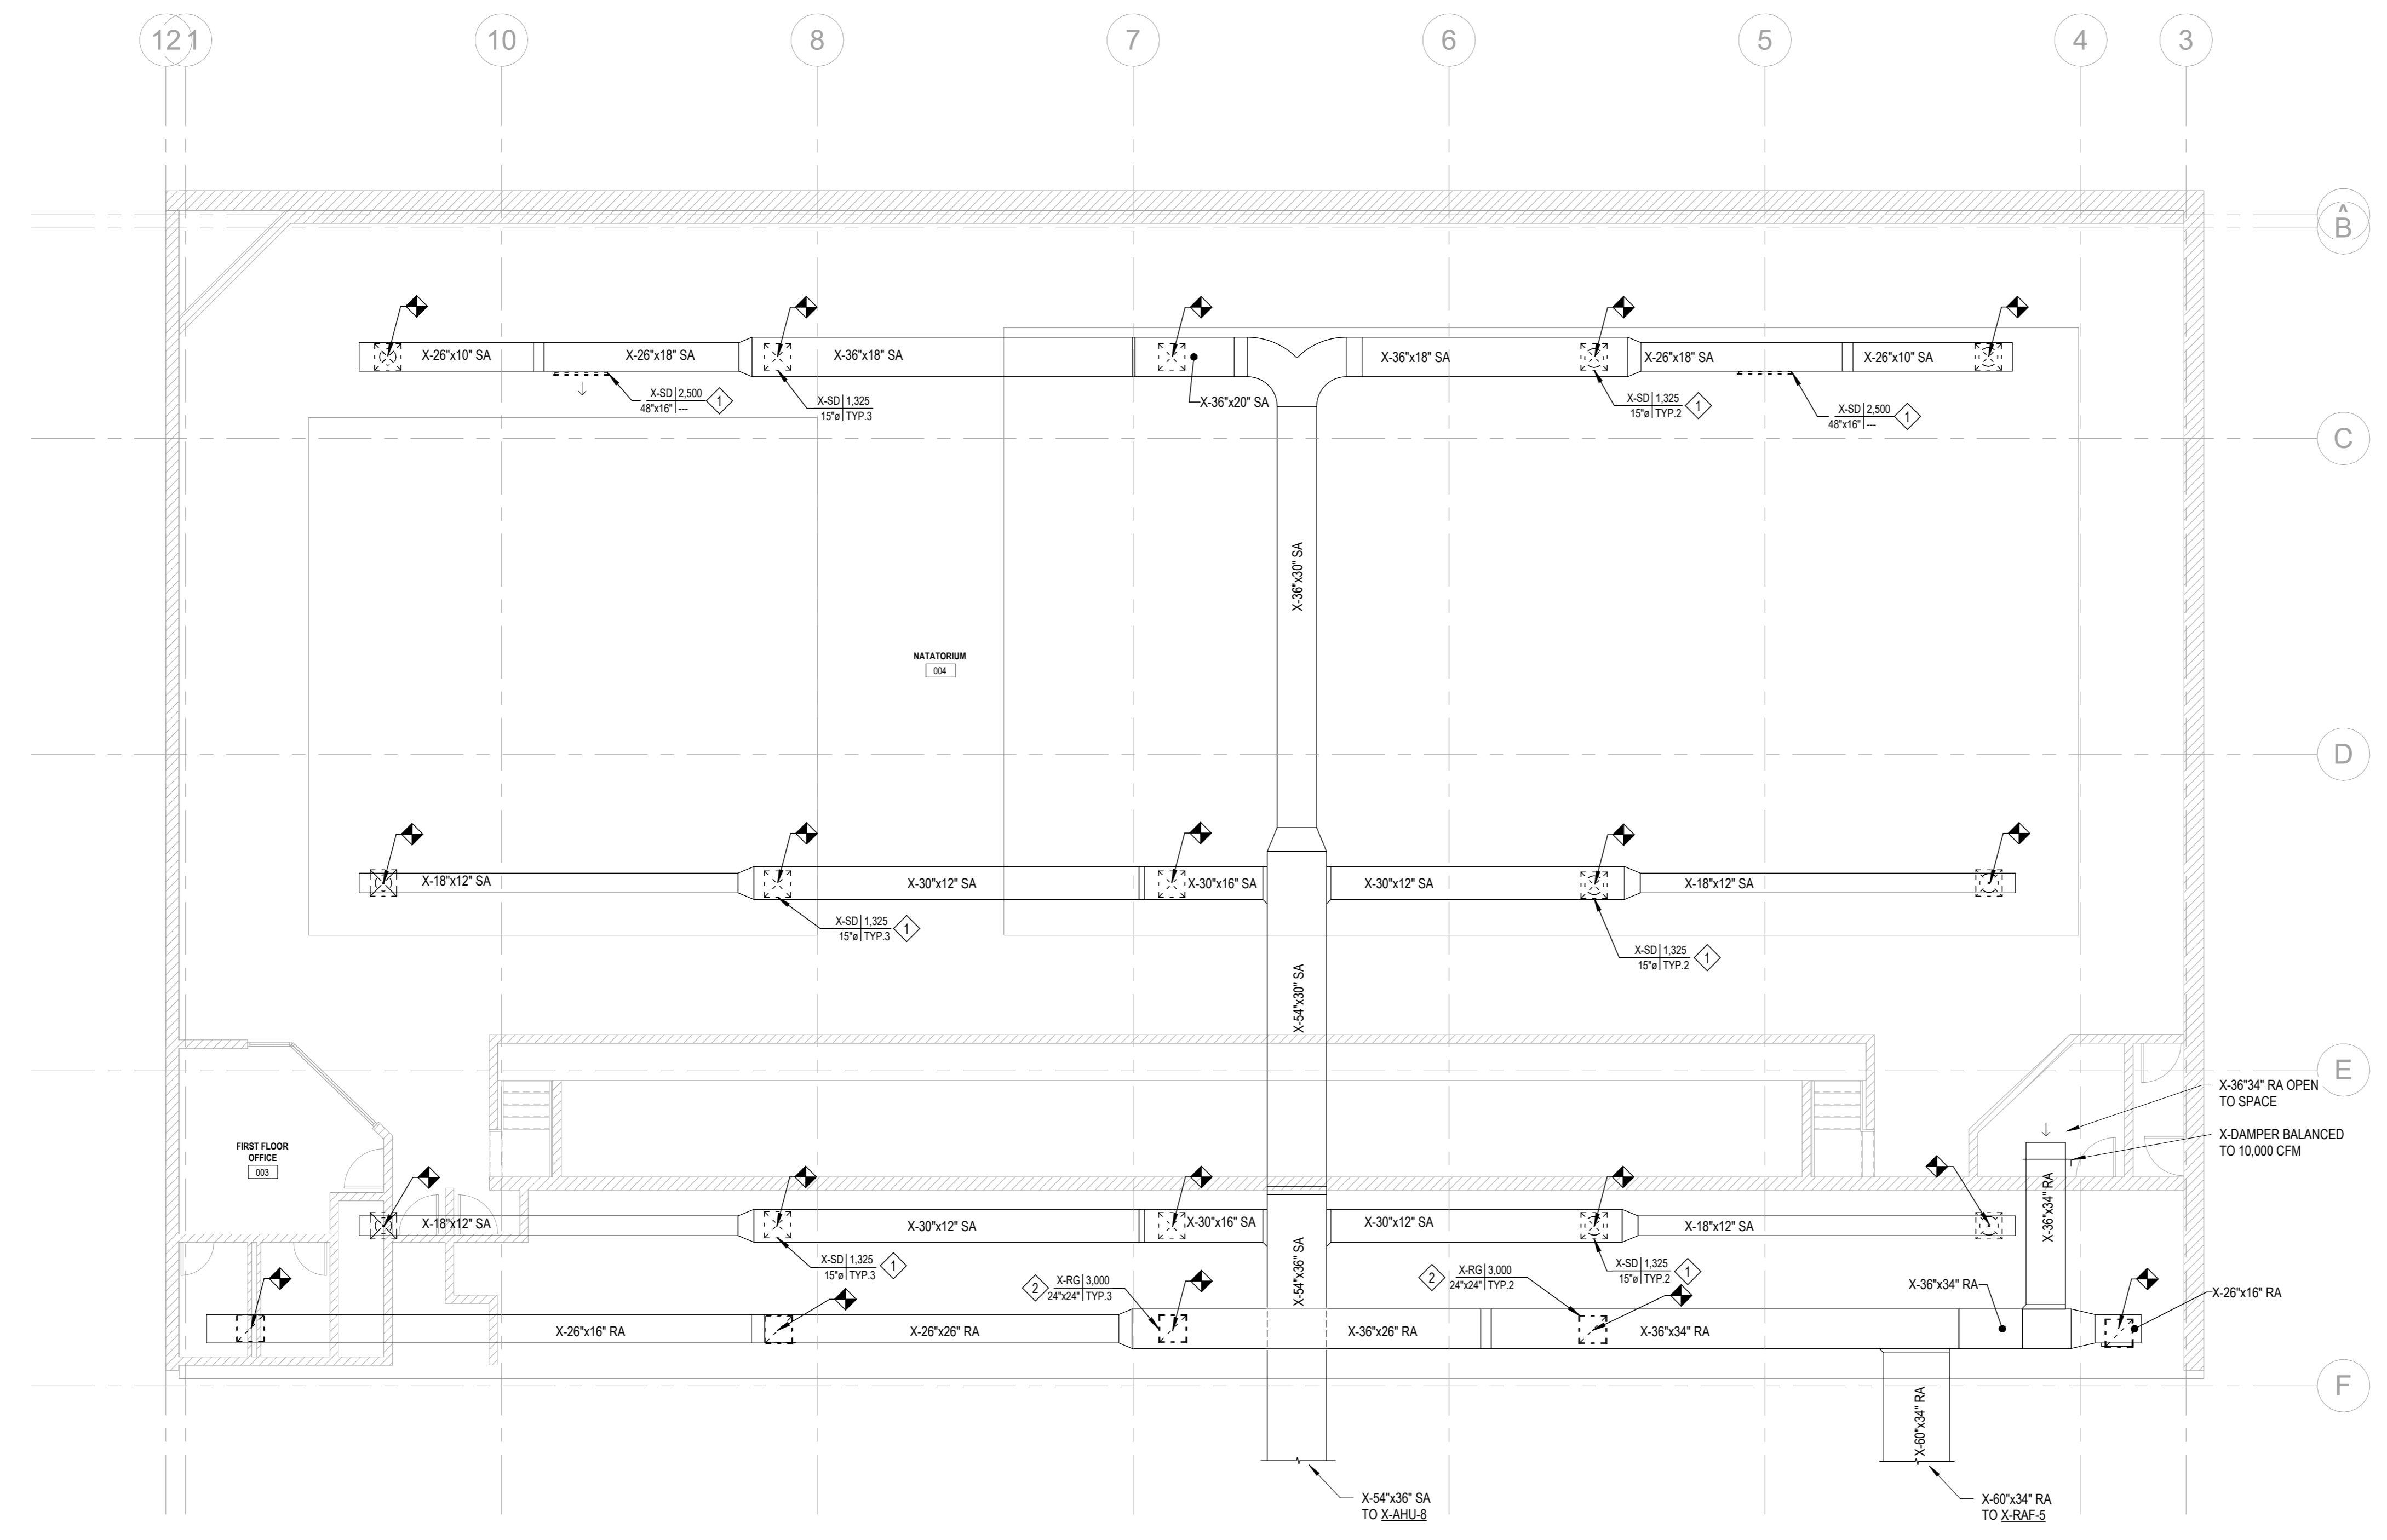 12
1
10
8
7
6
5
4
3
A
B
X-26"x10" SA
X-26"x18" SA
X-36"x18" SA
X-36"x18" SA
X-26"x18" SA
X-26"x10" SA
X-SD 2,500
48"x16" ---
1
X-SD 1,325
15"ø TYP.3
X-36"x20" SA
X-SD 1,325
15"ø TYP.2
1
X-SD 2,500
48"x16" ---
1
C
X-36"x30" SA
NATATORIUM
004
D
X-18"x12" SA
X-30"x12" SA
X-30"x16" SA
X-30"x12" SA
X-18"x12" SA
X-SD 1,325
15"ø TYP.3
1
X-SD 1,325
15"ø TYP.2
1
X-54"x30" SA
E
X-36"34" RA OPEN
TO SPACE
X-DAMPER BALANCED
TO 10,000 CFM
FIRST FLOOR
OFFICE
003
X-36"x34" RA
X-18"x12" SA
X-30"x12" SA
X-30"x16" SA
X-30"x12" SA
X-18"x12" SA
X-SD 1,325
15"ø TYP.3
1
2
X-RG 3,000
24"x24" TYP.3
X-54"x36" SA
2
X-RG 3,000
24"x24" TYP.2
X-SD 1,325
15"ø TYP.2
1
X-36"x34" RA
X-26"x16" RA
X-26"x16" RA
X-26"x26" RA
X-36"x26" RA
X-36"x34" RA
F
X-60"x34" RA
X-54"x36" SA
TO X-AHU-8
X-60"x34" RA
TO X-RAF-5